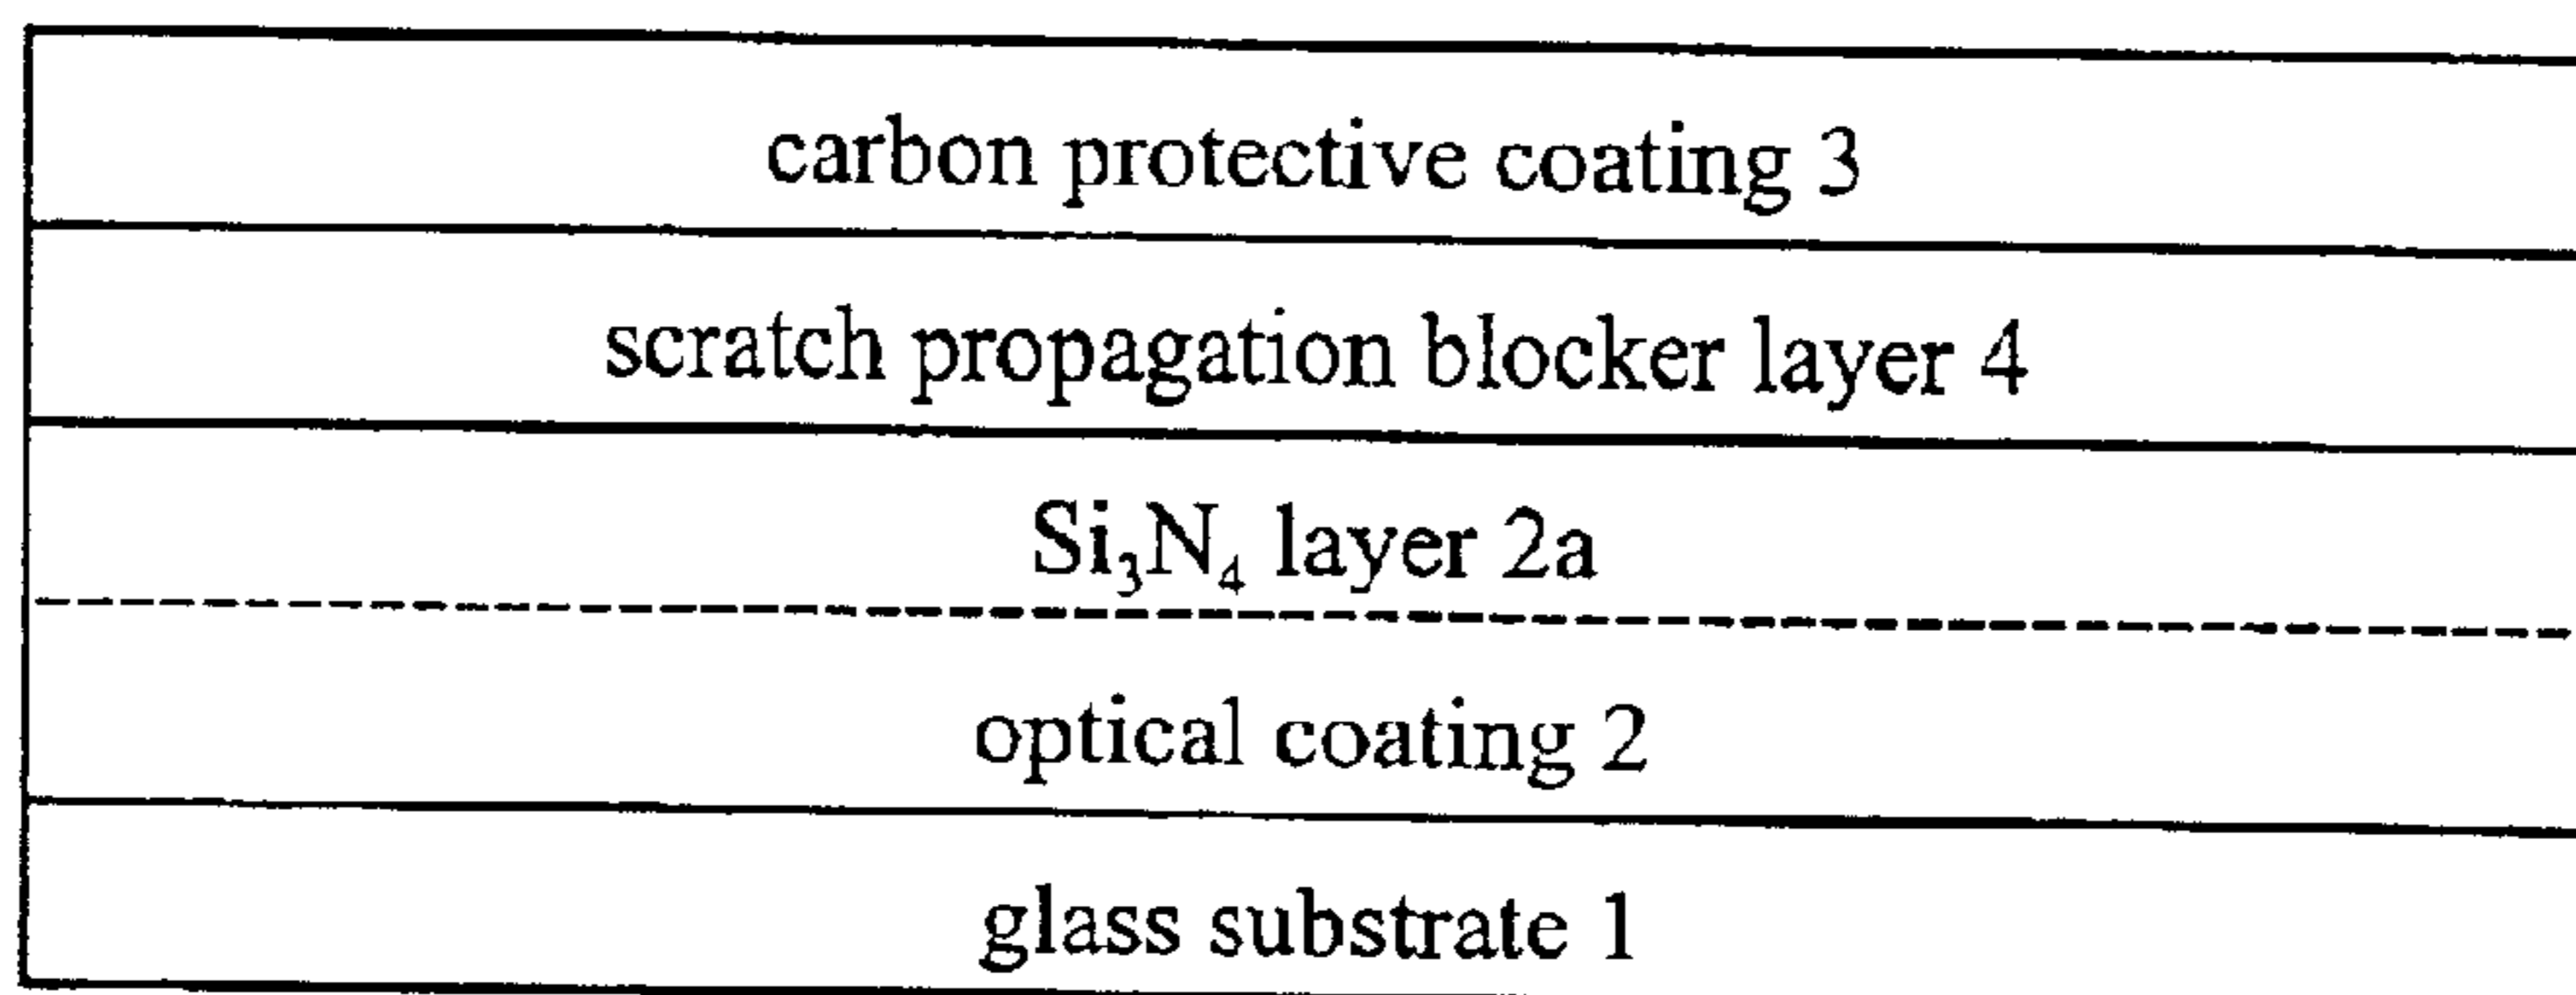 carbon protective coating 3
scratch propagation blocker layer 4
Si₃N₄ layer 2a
optical coating 2
glass substrate 1